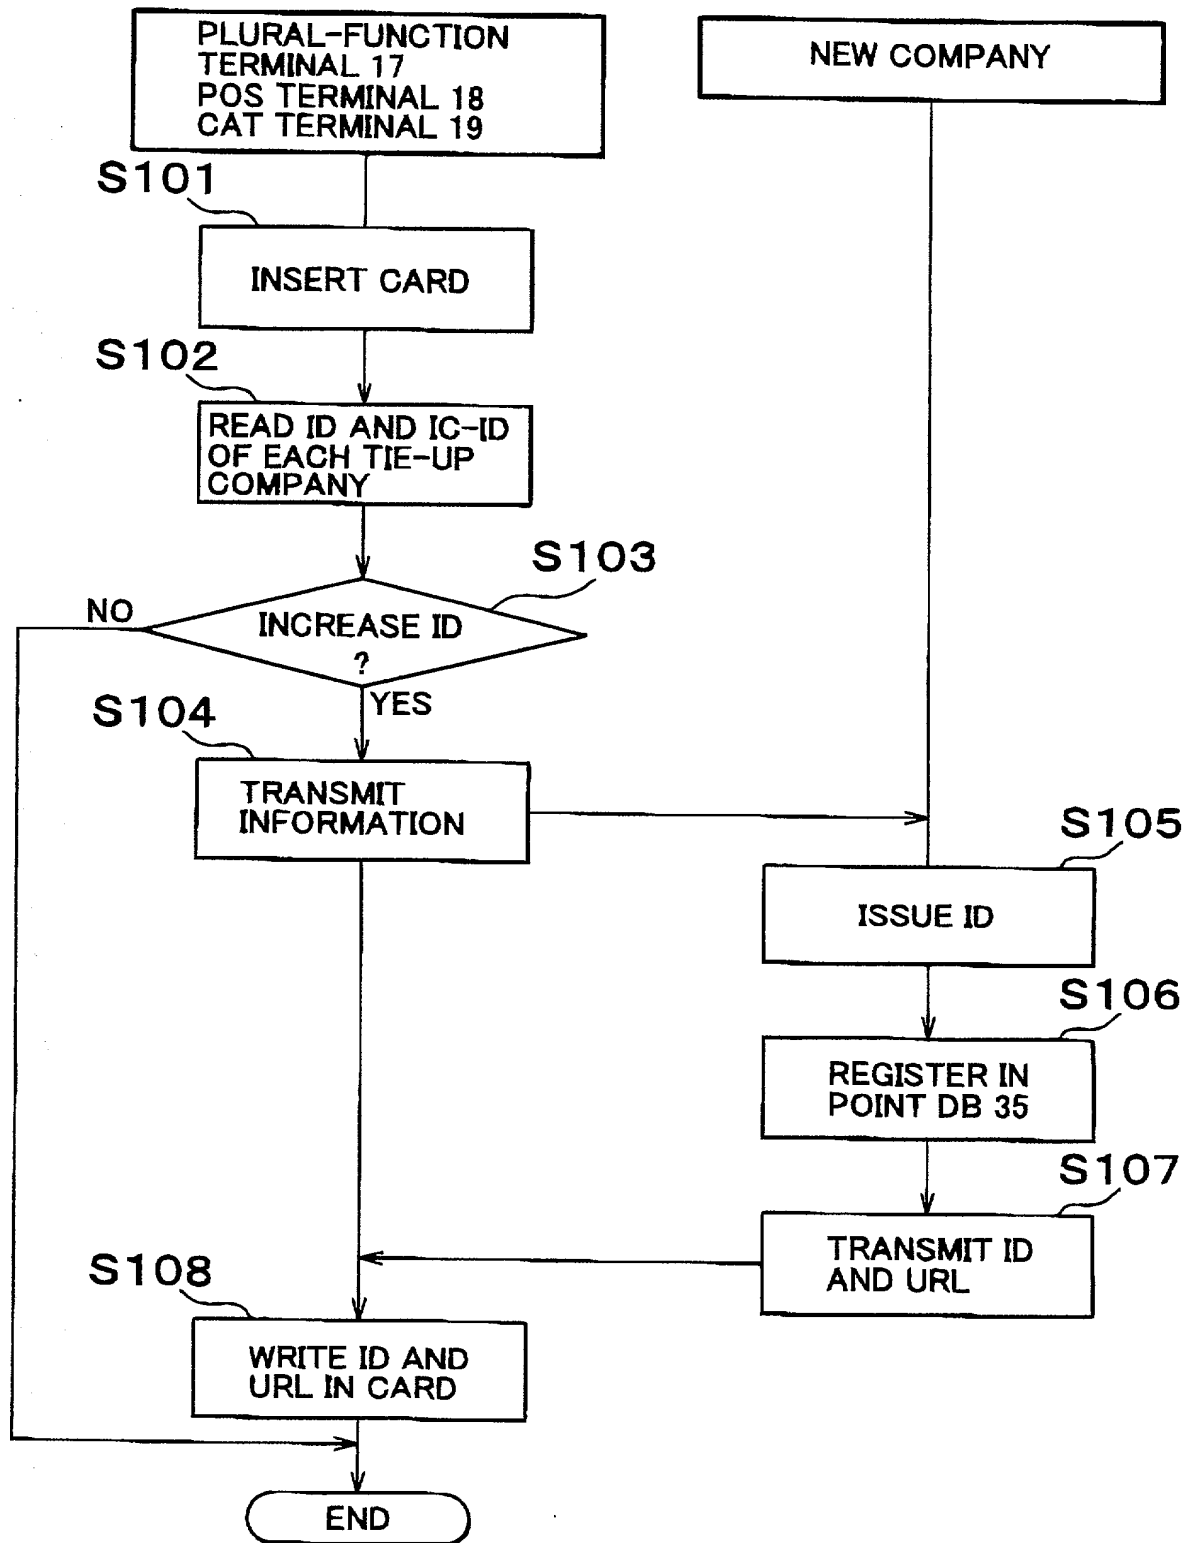 PLURAL-FUNCTION
TERMINAL 17
POS TERMINAL 18
CAT TERMINAL 19
NEW COMPANY
S101
INSERT CARD
S102
READ ID AND IC-ID
OF EACH TIE-UP
COMPANY
S103
NO
INCREASE ID
?
YES
S104
TRANSMIT
INFORMATION
S105
ISSUE ID
S106
REGISTER IN
POINT DB 35
S107
TRANSMIT ID
AND URL
S108
WRITE ID AND
URL IN CARD
END